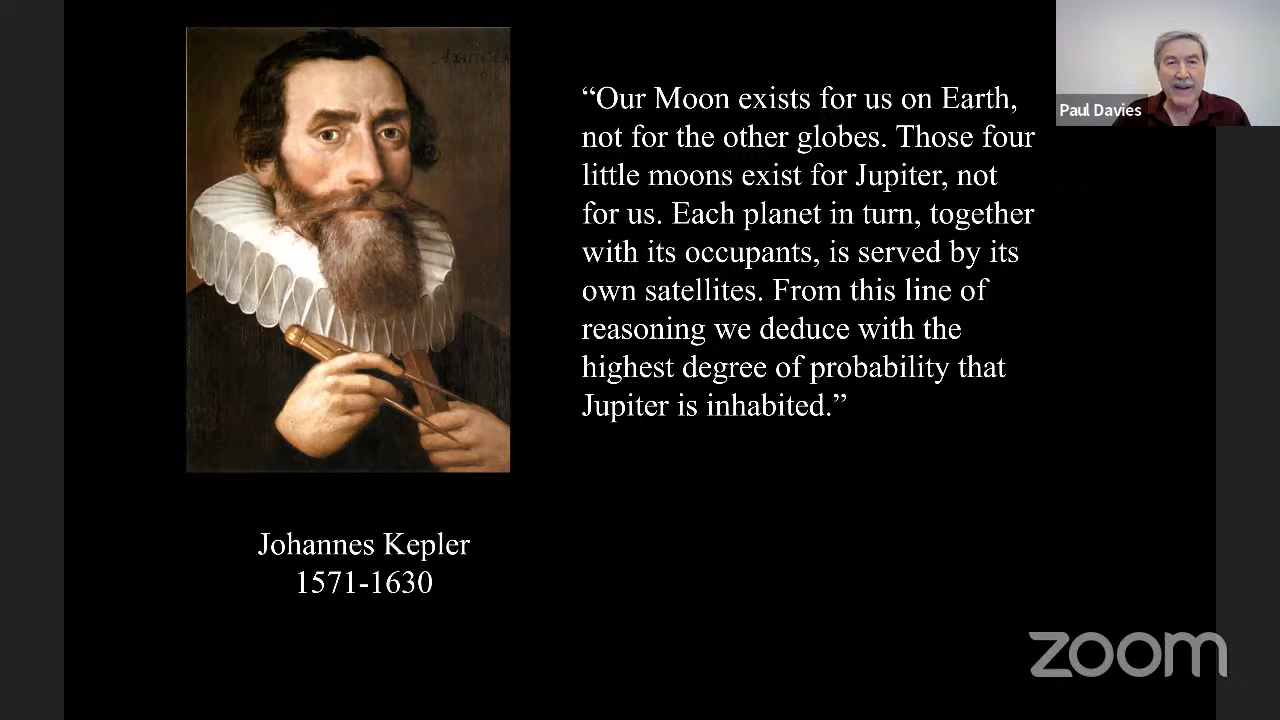 Paul Davies
“Our Moon exists for us on Earth,
not for the other globes. Those four
little moons exist for Jupiter, not
for us. Each planet in turn, together
with its occupants, is served by its
own satellites. From this line of
reasoning we deduce with the
highest degree of probability that
Jupiter is inhabited.”
Johannes Kepler
1571-1630
zoom